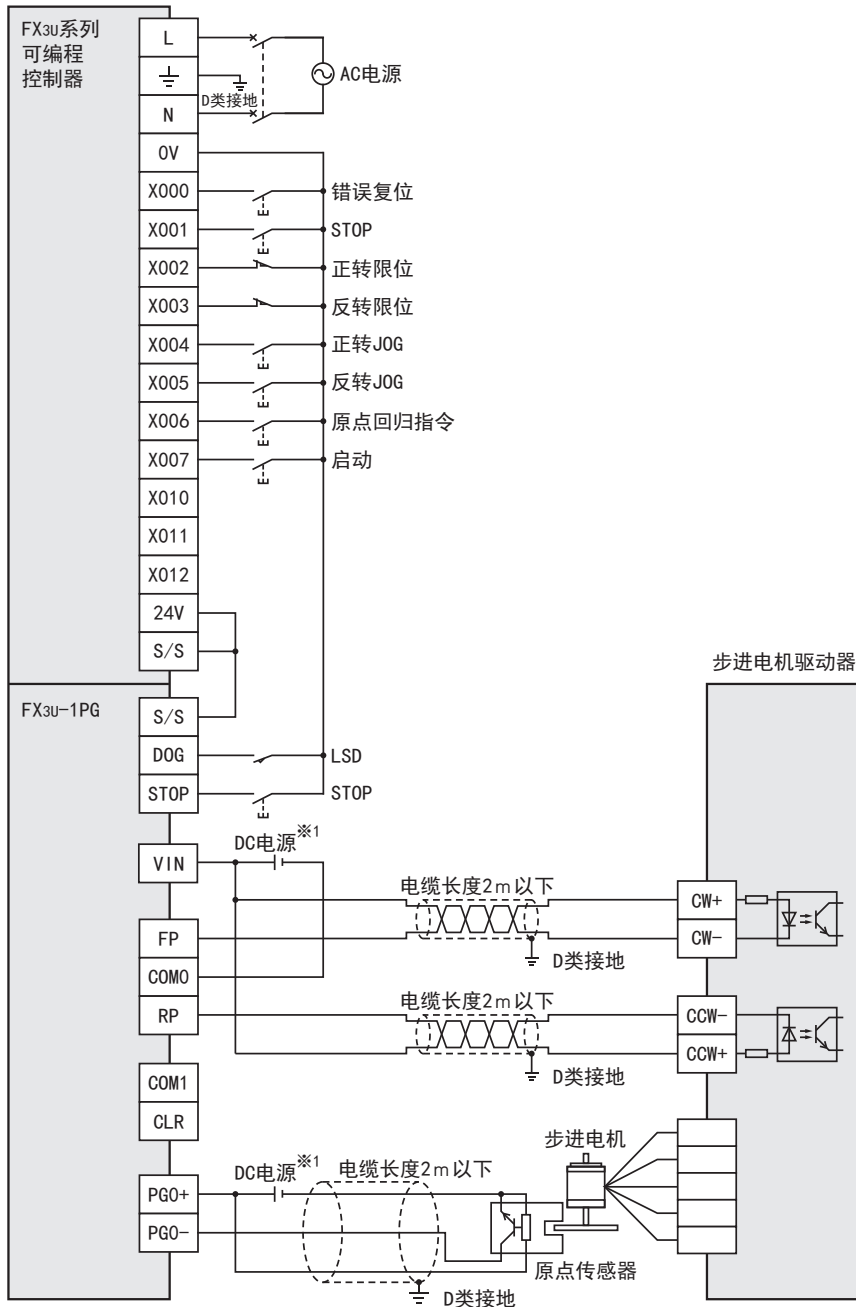 FX3U系列
可编程
控制器
L
AC电源
D类接地
N
0V
X000
错误复位
X001
STOP
X002
正转限位
X003
反转限位
X004
正转JOG
X005
反转JOG
X006
原点回归指令
X007
启动
X010
X011
X012
24V
S/S
步进电机驱动器
FX3U-1PG
S/S
DOG
LSD
STOP
STOP
DC电源※1
VIN
电缆长度2m以下
CW+
FP
CW-
D类接地
COM0
电缆长度2m以下
RP
CCW-
CCW+
D类接地
COM1
CLR
步进电机
DC电源※1
电缆长度2m以下
PG0+
PG0-
原点传感器
D类接地